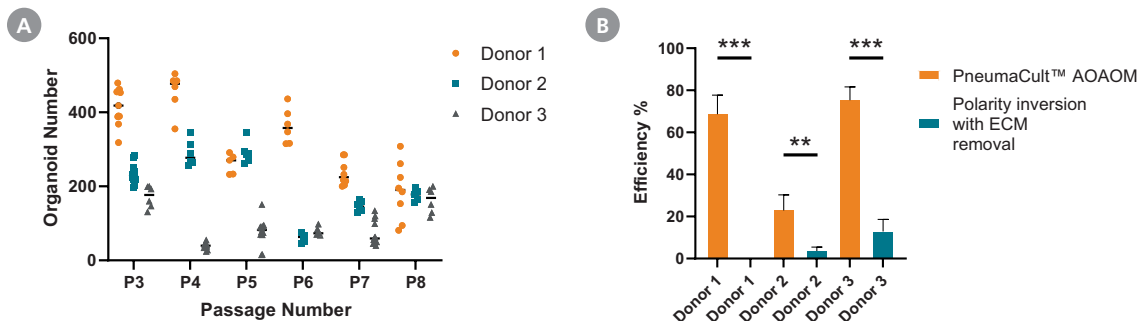 A
Organoid Number
600
400
200
0
P3 P4 P5 P6 P7 P8
Passage Number
Donor 1
Donor 2
Donor 3
B
Efficiency %
100
80
60
40
20
0
***
**
***
Donor 1 Donor 1 Donor 2 Donor 2 Donor 3 Donor 3
PneumaCult™ AOAOM
Polarity inversion
with ECM
removal